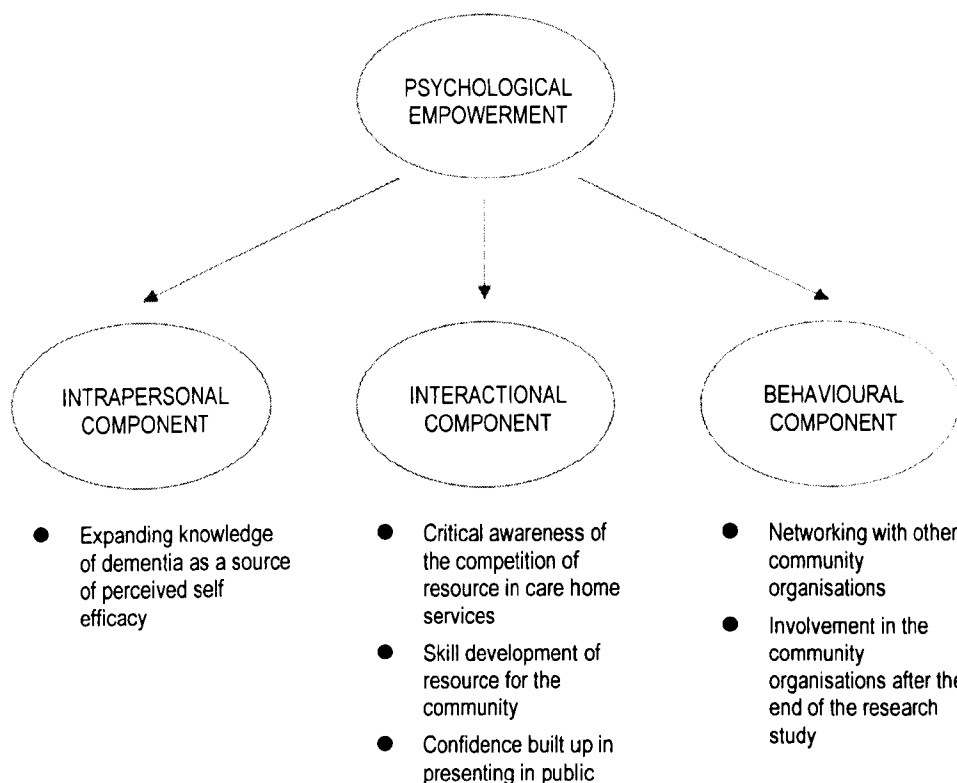 PSYCHOLOGICAL
EMPOWERMENT
INTRAPERSONAL
COMPONENT
INTERACTIONAL
COMPONENT
BEHAVIOURAL
COMPONENT
● Expanding knowledge
of dementia as a source
of perceived self
efficacy
● Critical awareness of
the competition of
resource in care home
services
● Skill development of
resource for the
community
● Confidence built up in
presenting in public
● Networking with other
community
organisations
● Involvement in the
community
organisations after the
end of the research
study